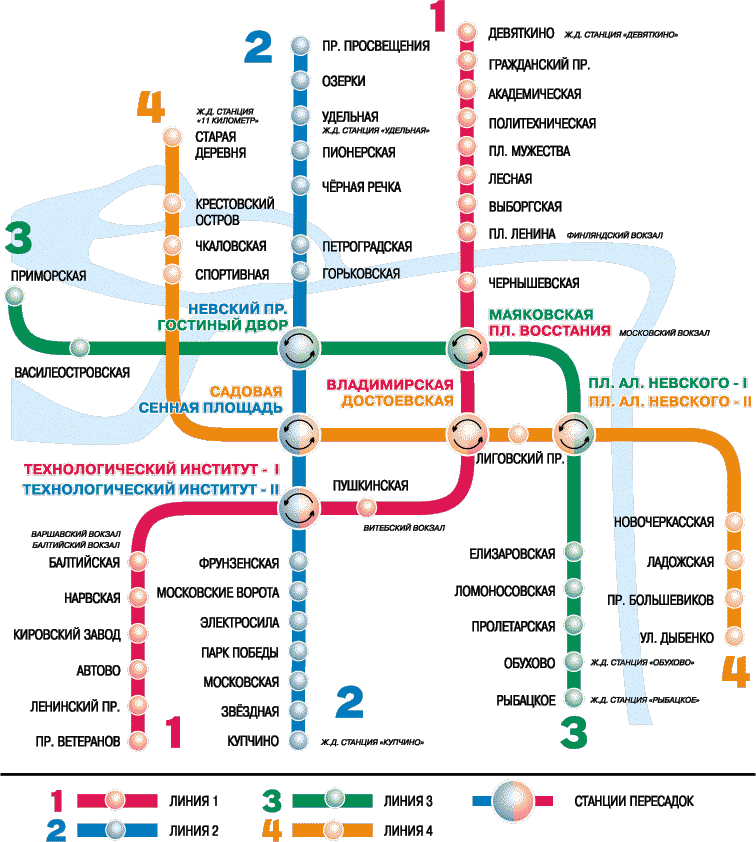 1
ДЕВЯТКИНО
Ж.Д. СТАНЦИЯ «ДЕВЯТКИНО»
ГРАЖДАНСКИЙ ПР.
АКАДЕМИЧЕСКАЯ
ПОЛИТЕХНИЧЕСКАЯ
ПЛ. МУЖЕСТВА
ЛЕСНАЯ
ВЫБОРГСКАЯ
ПЛ. ЛЕНИНА
ФИНЛЯНДСКИЙ ВОКЗАЛ
ЧЕРНЫШЕВСКАЯ
2
ПР. ПРОСВЕЩЕНИЯ
ОЗЕРКИ
УДЕЛЬНАЯ
Ж.Д. СТАНЦИЯ «УДЕЛЬНАЯ»
ПИОНЕРСКАЯ
ЧЁРНАЯ РЕЧКА
ПЕТРОГРАДСКАЯ
ГОРЬКОВСКАЯ
4
Ж.Д. СТАНЦИЯ
«11 КИЛОМЕТР»
СТАРАЯ
ДЕРЕВНЯ
КРЕСТОВСКИЙ
ОСТРОВ
ЧКАЛОВСКАЯ
СПОРТИВНАЯ
3
ПРИМОРСКАЯ
ВАСИЛЕОСТРОВСКАЯ
НЕВСКИЙ ПР.
ГОСТИНЫЙ ДВОР
МАЯКОВСКАЯ
ПЛ. ВОССТАНИЯ
МОСКОВСКИЙ ВОКЗАЛ
САДОВАЯ
СЕННАЯ ПЛОЩАДЬ
ВЛАДИМИРСКАЯ
ДОСТОЕВСКАЯ
ПЛ. АЛ. НЕВСКОГО - I
ПЛ. АЛ. НЕВСКОГО - II
ЛИГОВСКИЙ ПР.
ТЕХНОЛОГИЧЕСКИЙ ИНСТИТУТ - I
ТЕХНОЛОГИЧЕСКИЙ ИНСТИТУТ - II
ПУШКИНСКАЯ
ВИТЕБСКИЙ ВОКЗАЛ
ВАРШАВСКИЙ ВОКЗАЛ
БАЛТИЙСКИЙ ВОКЗАЛ
БАЛТИЙСКАЯ
НАРВСКАЯ
КИРОВСКИЙ ЗАВОД
АВТОВО
ЛЕНИНСКИЙ ПР.
ПР. ВЕТЕРАНОВ
1
ФРУНЗЕНСКАЯ
МОСКОВСКИЕ ВОРОТА
ЭЛЕКТРОСИЛА
ПАРК ПОБЕДЫ
МОСКОВСКАЯ
ЗВЁЗДНАЯ
КУПЧИНО
Ж.Д. СТАНЦИЯ «КУПЧИНО»
2
ЕЛИЗАРОВСКАЯ
ЛОМОНОСОВСКАЯ
ПРОЛЕТАРСКАЯ
ОБУХОВО
Ж.Д. СТАНЦИЯ «ОБУХОВО»
РЫБАЦКОЕ
Ж.Д. СТАНЦИЯ «РЫБАЦКОЕ»
3
НОВОЧЕРКАССКАЯ
ЛАДОЖСКАЯ
ПР. БОЛЬШЕВИКОВ
УЛ. ДЫБЕНКО
4
1 ЛИНИЯ 1
2 ЛИНИЯ 2
3 ЛИНИЯ 3
4 ЛИНИЯ 4
СТАНЦИИ ПЕРЕСАДОК